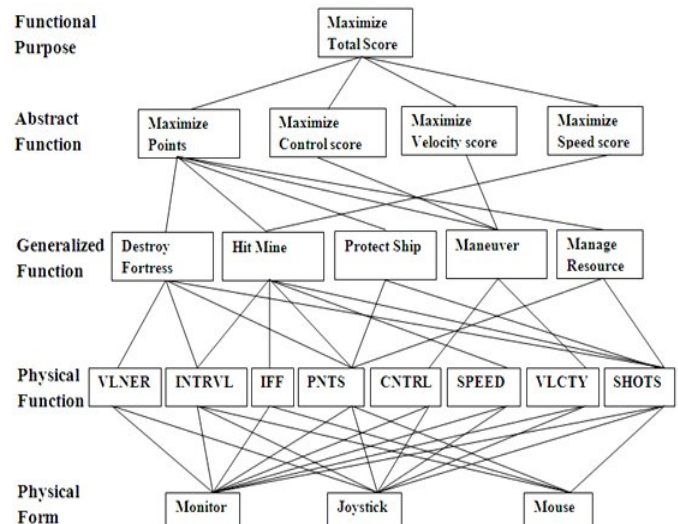 Functional
Purpose
Maximize
Total Score
Abstract
Function
Maximize
Points
Maximize
Control score
Maximize
Velocity score
Maximize
Speed score
Generalized
Function
Destroy
Fortress
Hit Mine
Protect Ship
Maneuver
Manage
Resource
Physical
Function
VLNER
INTRVL
IFF
PNTS
CNTRL
SPEED
VLCTY
SHOTS
Physical
Form
Monitor
Joystick
Mouse